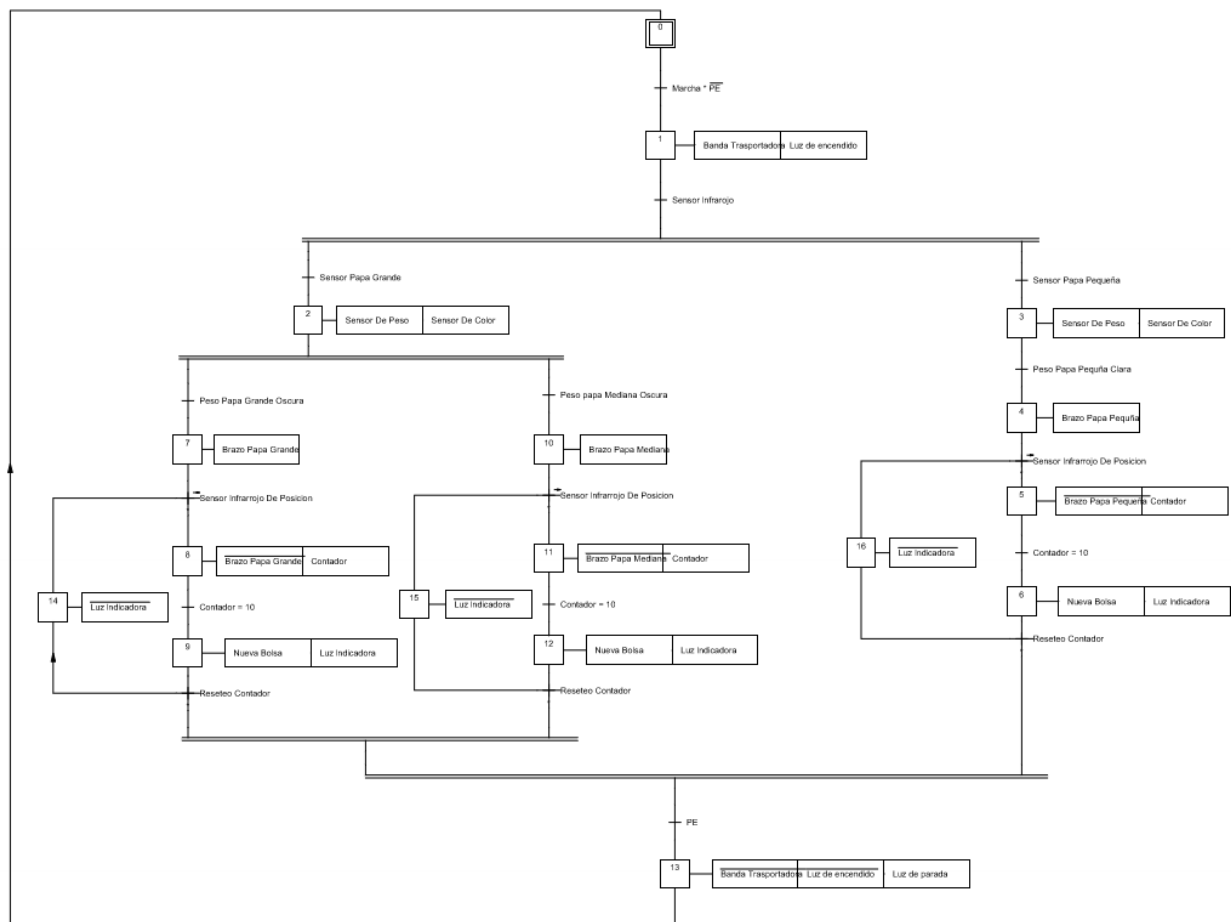 0
Marcha * P̅E̅
1
Banda Trasportadora Luz de encendido
Sensor Infrarojo
Sensor Papa Grande
Sensor Papa Pequeña
2
Sensor De Peso Sensor De Color
3
Sensor De Peso Sensor De Color
Peso Papa Pequña Clara
Peso Papa Grande Oscura
Peso papa Mediana Oscura
4
Brazo Papa Pequña
7
Brazo Papa Grande
10
Brazo Papa Mediana
Sensor Infrarrojo De Posicion
Sensor Infrarrojo De Posicion
Sensor Infrarrojo De Posicion
5
Brazo Papa Pequeña Contador
8
Brazo Papa Grande Contador
11
Brazo Papa Mediana Contador
16
Luz Indicadora
Contador = 10
14
Luz Indicadora
Contador = 10
15
Luz Indicadora
Contador = 10
6
Nueva Bolsa Luz Indicadora
9
Nueva Bolsa Luz Indicadora
12
Nueva Bolsa Luz Indicadora
Reseteo Contador
Reseteo Contador
Reseteo Contador
PE
13
Banda Trasportadora Luz de encendido Luz de parada